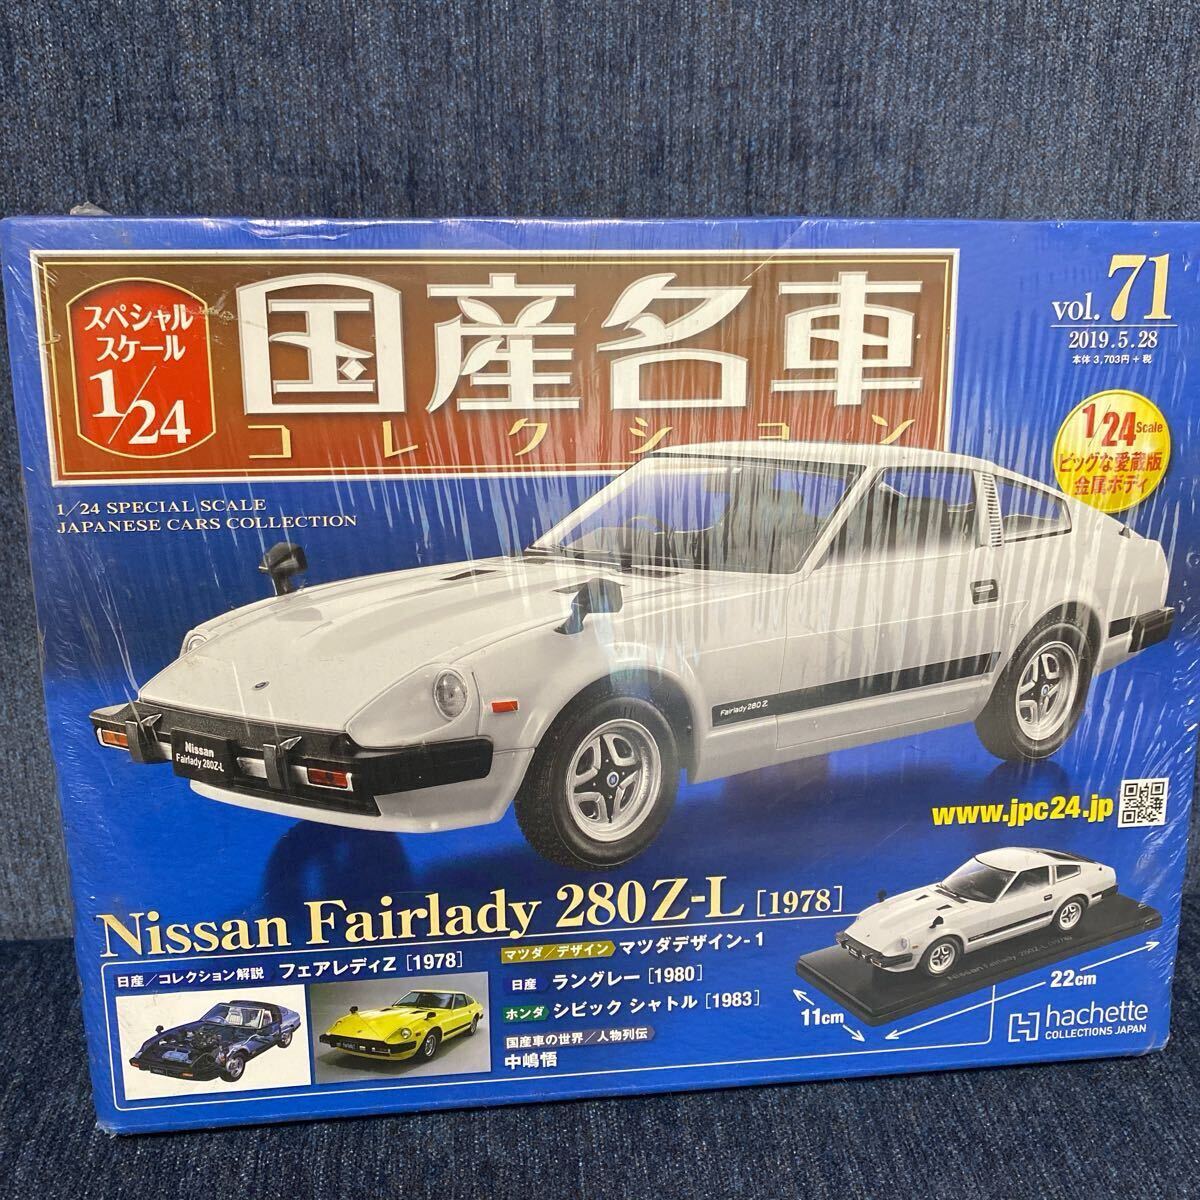 スペシャル
スケール
1/24
国産名車
コレクション
vol.71
2019.5.28
本体 3,703円+税
1/24 Scale
ビッグな愛蔵版
金属ボディ
1/24 SPECIAL SCALE
JAPANESE CARS COLLECTION
Fairlady 280Z
Nissan
Fairlady 280Z-L
www.jpc24.jp
Nissan Fairlady 280Z-L [1978]
日産/コレクション解説 フェアレディZ [1978]
マツダ/デザイン マツダデザイン-1
日産 ラングレー [1980]
ホンダ シビック シャトル [1983]
国産車の世界/人物列伝
中嶋悟
Nissan Fairlady 280Z-L (1978)
11cm
22cm
hachette
COLLECTIONS JAPAN